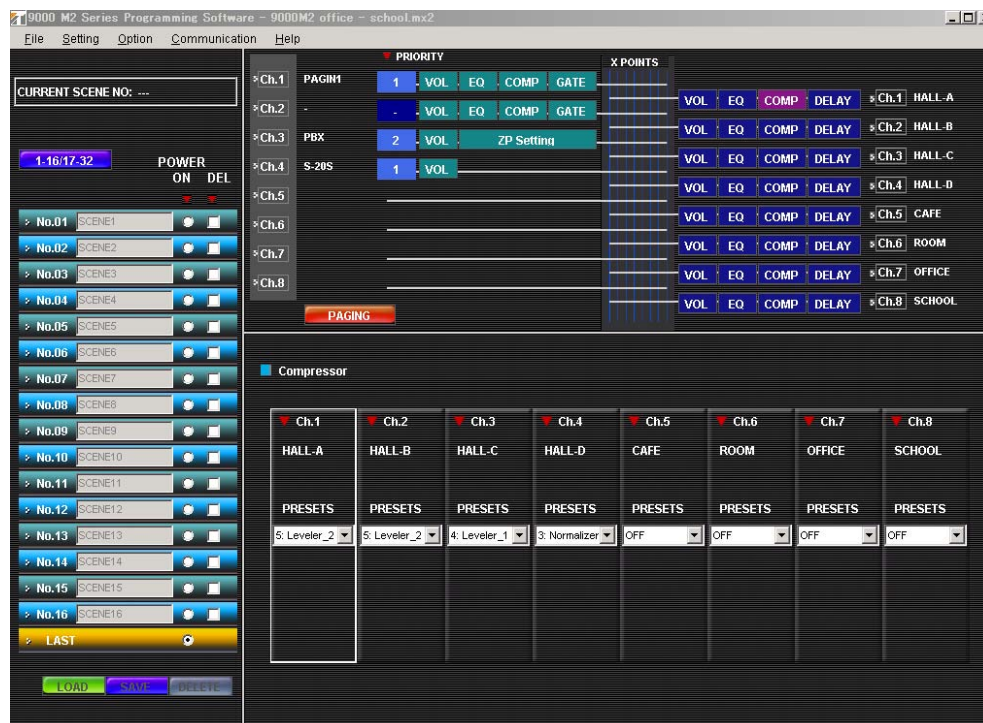 9000 M2 Series Programming Software - 9000M2 office - school.mx2
File Setting Option Communication Help
CURRENT SCENE NO: ---
1-16/17-32
POWER
ON DEL
No.01 SCENE1
No.02 SCENE2
No.03 SCENE3
No.04 SCENE4
No.05 SCENE5
No.06 SCENE6
No.07 SCENE7
No.08 SCENE8
No.09 SCENE9
No.10 SCENE10
No.11 SCENE11
No.12 SCENE12
No.13 SCENE13
No.14 SCENE14
No.15 SCENE15
No.16 SCENE16
LAST
LOAD SAVE DELETE
PRIORITY
X POINTS
Ch.1 PAGIN1 1 VOL EQ COMP GATE
Ch.2 - - VOL EQ COMP GATE
Ch.3 PBX 2 VOL ZP Setting
Ch.4 S-20S 1 VOL
Ch.5
Ch.6
Ch.7
Ch.8
PAGING
VOL EQ COMP DELAY Ch.1 HALL-A
VOL EQ COMP DELAY Ch.2 HALL-B
VOL EQ COMP DELAY Ch.3 HALL-C
VOL EQ COMP DELAY Ch.4 HALL-D
VOL EQ COMP DELAY Ch.5 CAFE
VOL EQ COMP DELAY Ch.6 ROOM
VOL EQ COMP DELAY Ch.7 OFFICE
VOL EQ COMP DELAY Ch.8 SCHOOL
Compressor
Ch.1 Ch.2 Ch.3 Ch.4 Ch.5 Ch.6 Ch.7 Ch.8
HALL-A HALL-B HALL-C HALL-D CAFE ROOM OFFICE SCHOOL
PRESETS PRESETS PRESETS PRESETS PRESETS PRESETS PRESETS PRESETS
5: Leveler_2 5: Leveler_2 4: Leveler_1 3: Normalizer OFF OFF OFF OFF